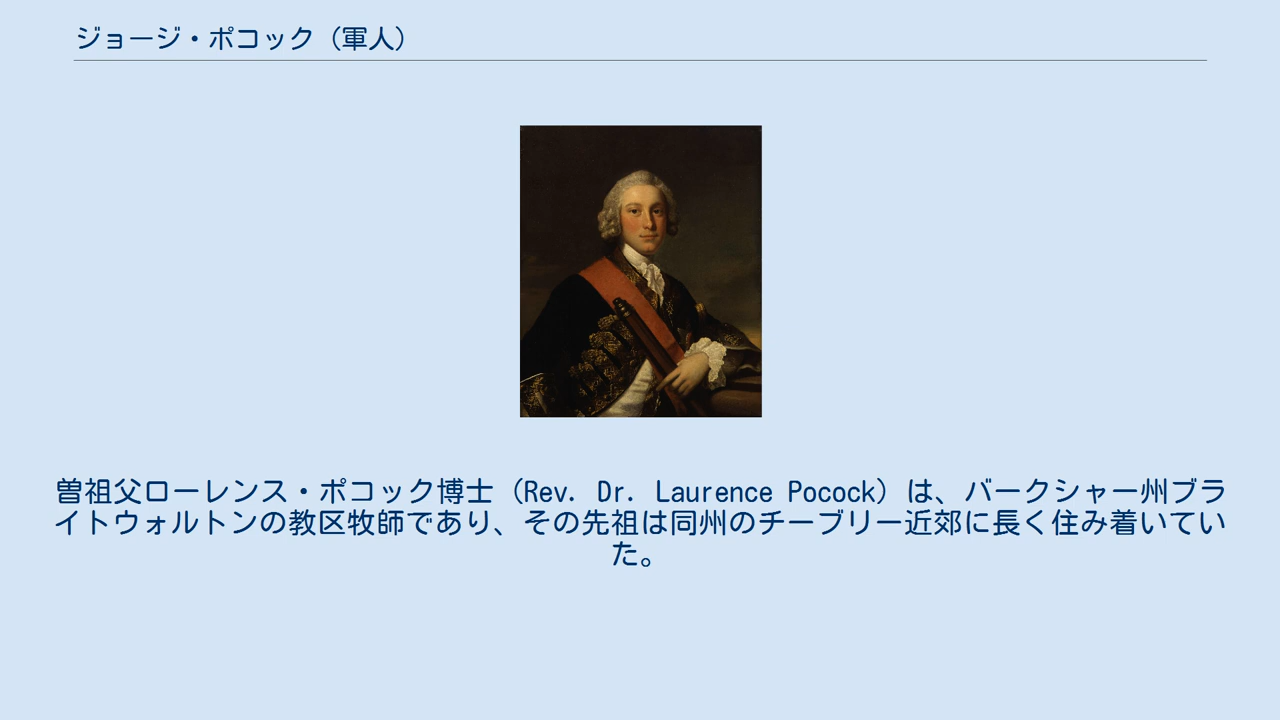 ジョージ・ポコック（軍人）
曽祖父ローレンス・ポコック博士（Rev. Dr. Laurence Pocock）は、バークシャー州ブラ
イトウォルトンの教区牧師であり、その先祖は同州のチーブリー近郊に長く住み着いてい
た。